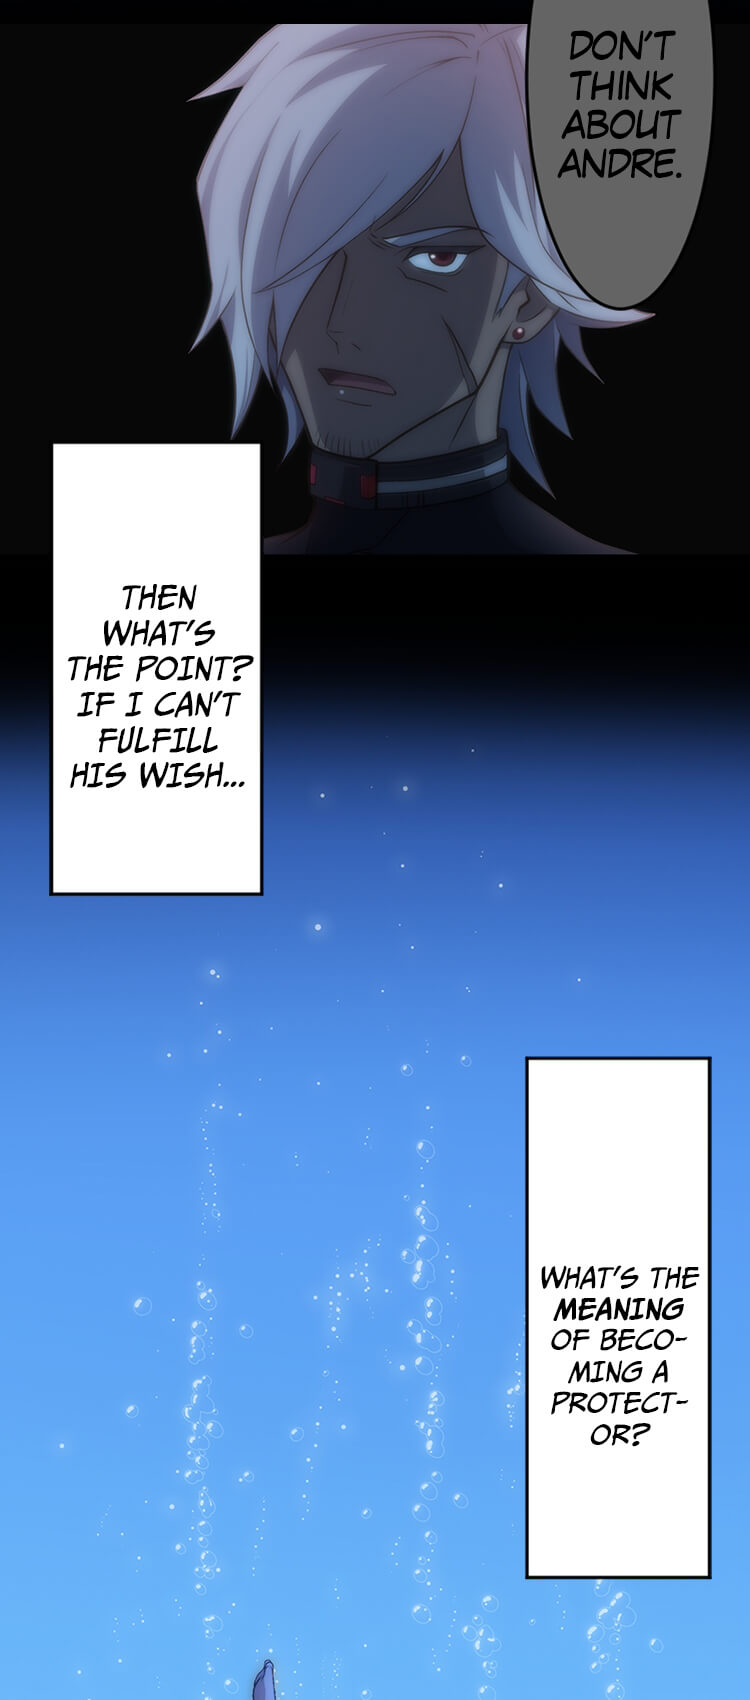 DON'T
THINK
ABOUT
ANDRE.
THEN
WHAT'S
THE POINT?
IF I CAN'T
FULFILL
HIS WISH...
WHAT'S THE
MEANING
OF BECO-
MING A
PROTECT-
OR?